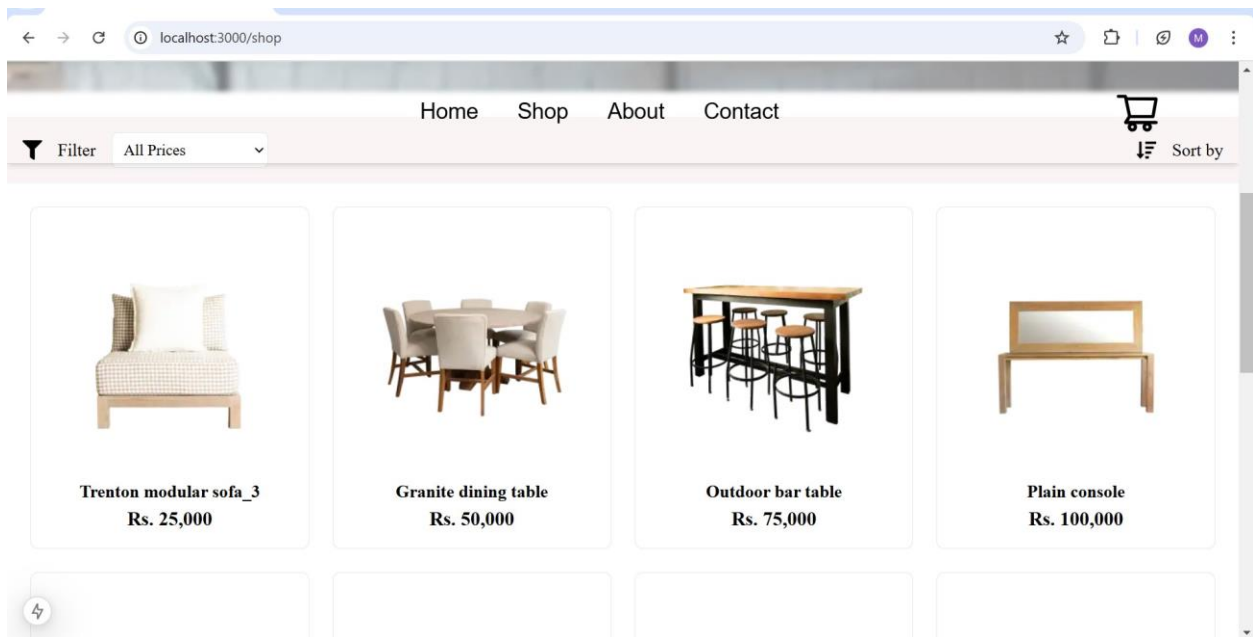 localhost:3000/shop
M
Home Shop About Contact
Filter All Prices Sort by
Trenton modular sofa_3 Granite dining table Outdoor bar table Plain console
Rs. 25,000 Rs. 50,000 Rs. 75,000 Rs. 100,000